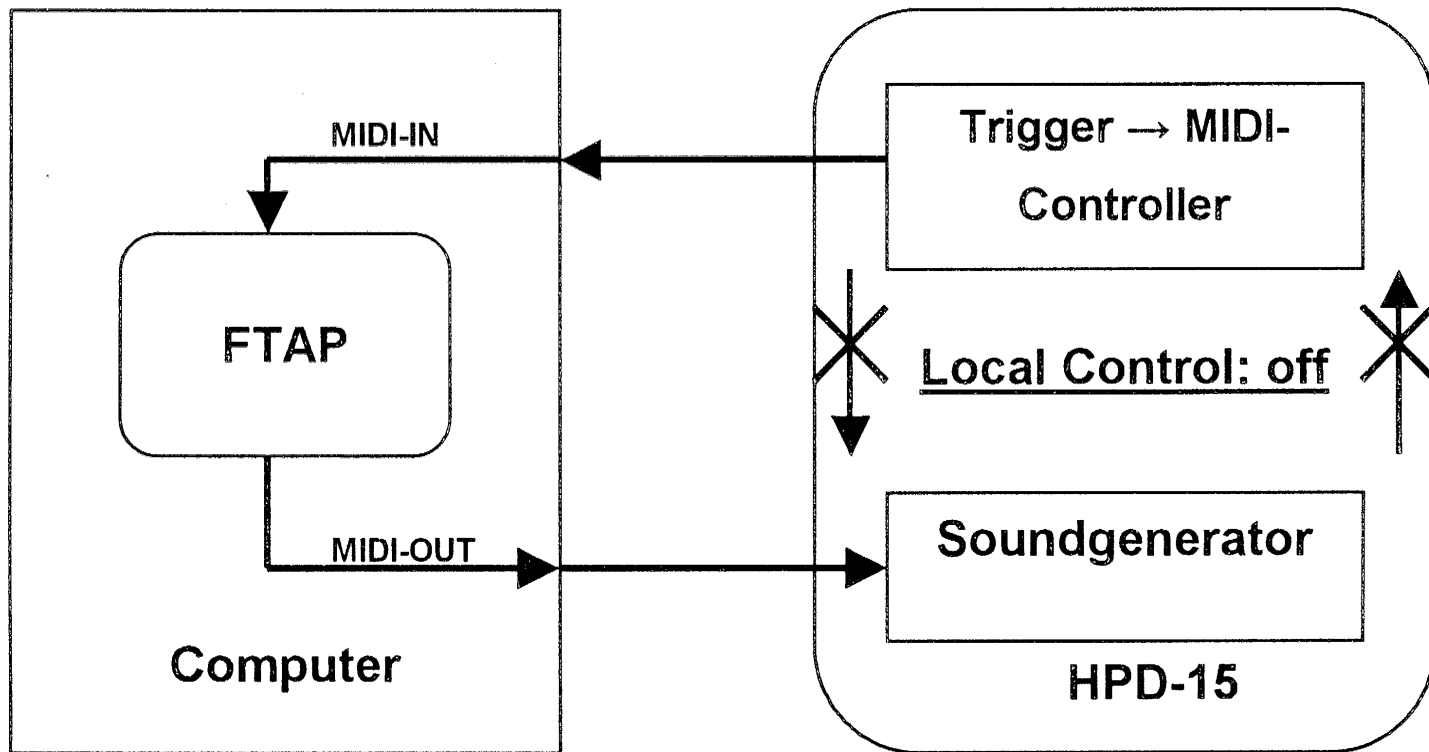 MIDI-IN
FTAP
MIDI-OUT
Computer
Trigger → MIDI-
Controller
Local Control: off
Soundgenerator
HPD-15